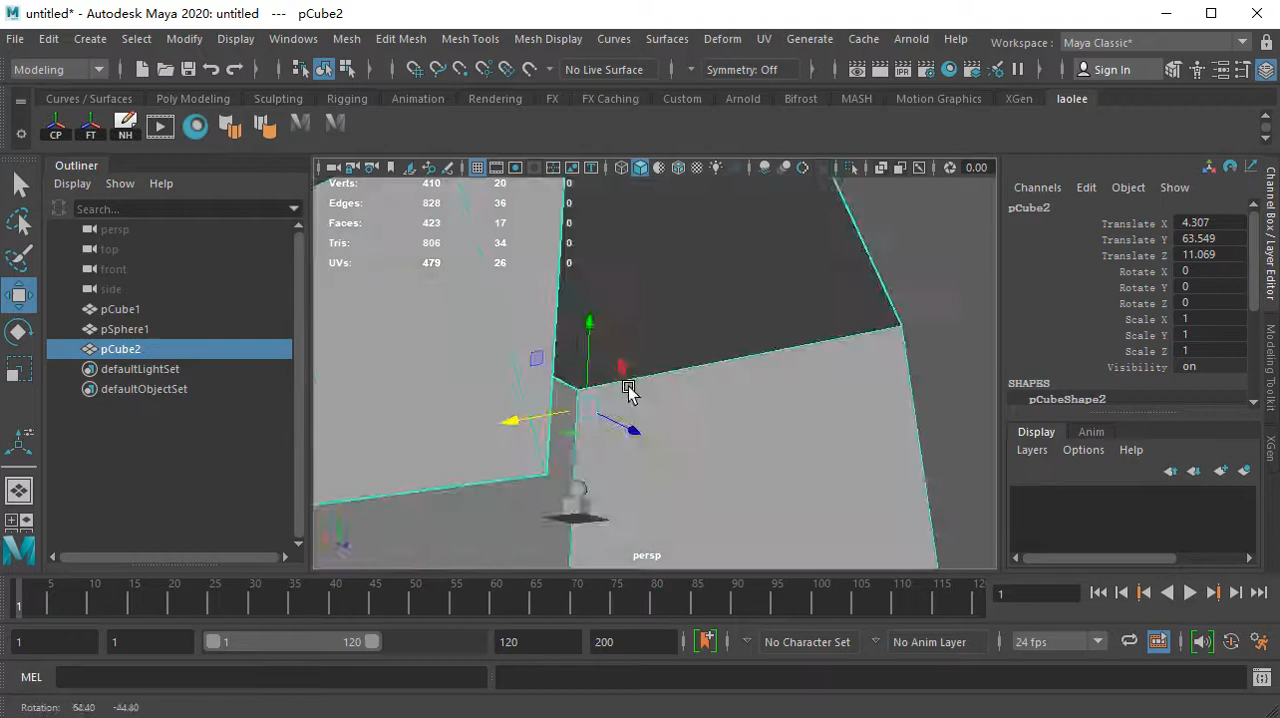 untitled* - Autodesk Maya 2020: untitled --- pCube2
File Edit Create Select Modify Display Windows Mesh Edit Mesh Mesh Tools Mesh Display Curves Surfaces Deform UV Generate Cache Arnold Help Workspace: Maya Classic*
Modeling No Live Surface Symmetry: Off Sign In
Curves / Surfaces Poly Modeling Sculpting Rigging Animation Rendering FX FX Caching Custom Arnold Bifrost MASH Motion Graphics XGen laolee
CP FT NH
Outliner
Display Show Help
Search...
persp
top
front
side
pCube1
pSphere1
pCube2
defaultLightSet
defaultObjectSet
0.00
Verts: 410 20 0
Edges: 828 36 0
Faces: 423 17 0
Tris: 806 34 0
UVs: 479 26 0
persp
Channels Edit Object Show
pCube2
Translate X 4.307
Translate Y 63.549
Translate Z 11.069
Rotate X 0
Rotate Y 0
Rotate Z 0
Scale X 1
Scale Y 1
Scale Z 1
Visibility on
SHAPES
pCubeShape2
Display Anim
Layers Options Help
Channel Box / Layer Editor
Modeling Toolkit
XGen
5 10 15 20 25 30 35 40 45 50 55 60 65 70 75 80 85 90 95 100 105 110 115 12
1
1
1 1 1 120 120 200 No Character Set No Anim Layer 24 fps
MEL
Rotation: -44.80